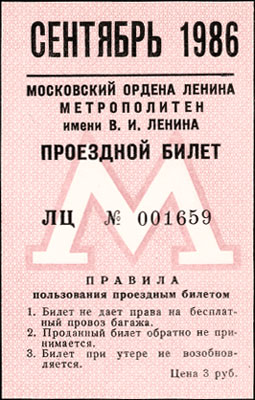 СЕНТЯБРЬ 1986
МОСКОВСКИЙ ОРДЕНА ЛЕНИНА
МЕТРОПОЛИТЕН
имени В. И. ЛЕНИНА
ПРОЕЗДНОЙ БИЛЕТ
М
ЛЦ № 001659
ПРАВИЛА
пользования проездным билетом
1. Билет не дает права на бесплат-
ный провоз багажа.
2. Проданный билет обратно не при-
нимается.
3. Билет при утере не возобнов-
ляется.
Цена 3 руб.